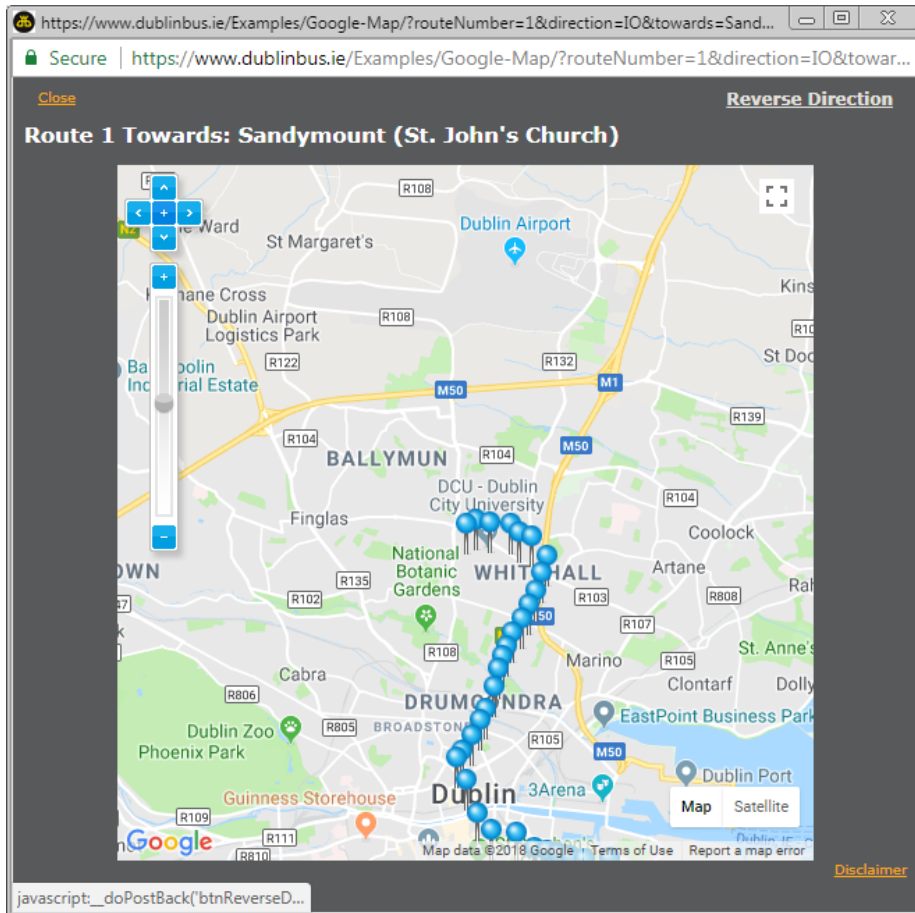 https://www.dublinbus.ie/Examples/Google-Map/?routeNumber=1&direction=IO&towards=Sand...
Secure https://www.dublinbus.ie/Examples/Google-Map/?routeNumber=1&direction=IO&towar...
Close
Reverse Direction
Route 1 Towards: Sandymount (St. John's Church)
R108
Dublin Airport
N2
Ward
St Margaret's
Kins
Cross
R108
Dublin Airport
Logistics Park
R122
R132
St Doo
Industrial Estate
M50
M1
R139
R104
M50
BALLYMUN
R104
DCU - Dublin
City University
R104
Finglas
Coolock
National
Botanic
Gardens
WHITEHALL
Artane
R135
R102
R103
R808
R107
R108
Marino
R105
St. Anne's
Cabra
Clontarf
Dolly
R806
DRUMCONDRA
Dublin Zoo
R805
BROADSTONE
EastPoint Business Park
Phoenix Park
R105
M50
Dublin Port
Dublin
3Arena
Guinness Storehouse
Map
Satellite
R109
R111
Google
R810
Map data ©2018 Google
Terms of Use
Report a map error
Disclaimer
javascript:__doPostBack('btnReverseD...